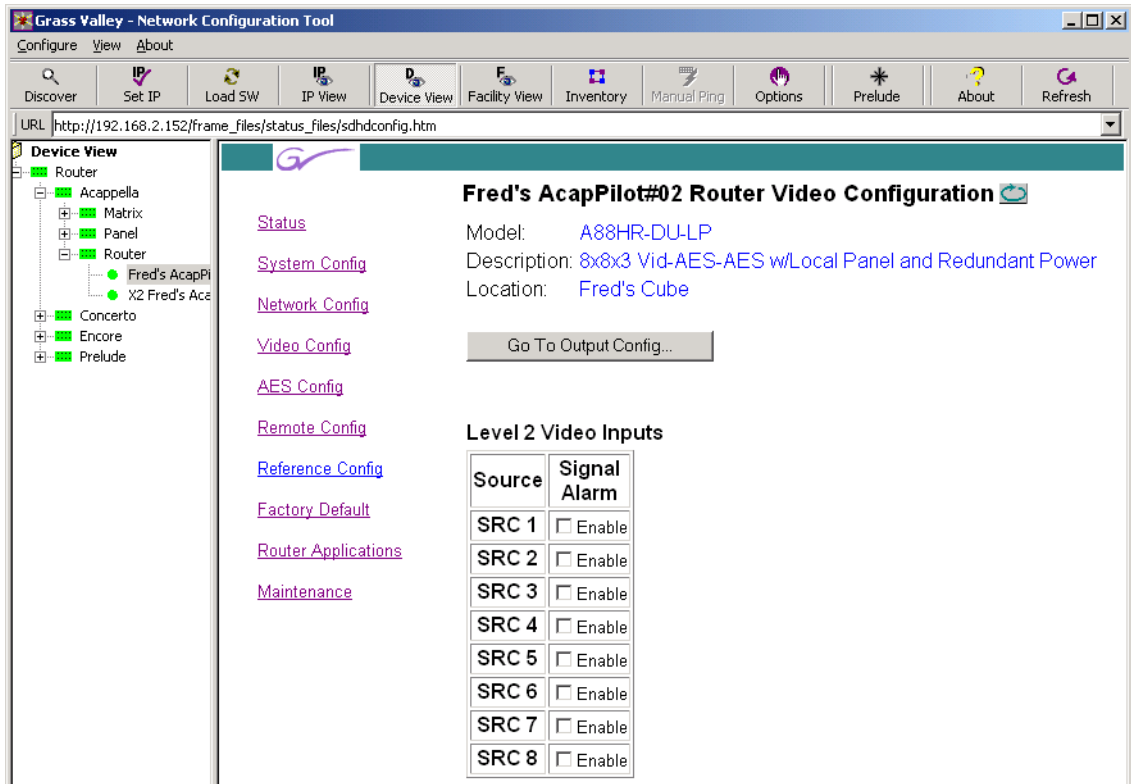 Grass Valley - Network Configuration Tool
Configure View About
Discover Set IP Load SW IP View Device View Facility View Inventory Manual Ping Options Prelude About Refresh
URL http://192.168.2.152/frame_files/status_files/sdhdconfig.htm
Device View
Router
Acappella
Matrix
Panel
Router
Fred's AcapPi
X2 Fred's Aca
Concerto
Encore
Prelude
Status
System Config
Network Config
Video Config
AES Config
Remote Config
Reference Config
Factory Default
Router Applications
Maintenance
Fred's AcapPilot#02 Router Video Configuration
Model: A88HR-DU-LP
Description: 8x8x3 Vid-AES-AES w/Local Panel and Redundant Power
Location: Fred's Cube
Go To Output Config...
Level 2 Video Inputs
Source Signal Alarm
SRC 1 Enable
SRC 2 Enable
SRC 3 Enable
SRC 4 Enable
SRC 5 Enable
SRC 6 Enable
SRC 7 Enable
SRC 8 Enable